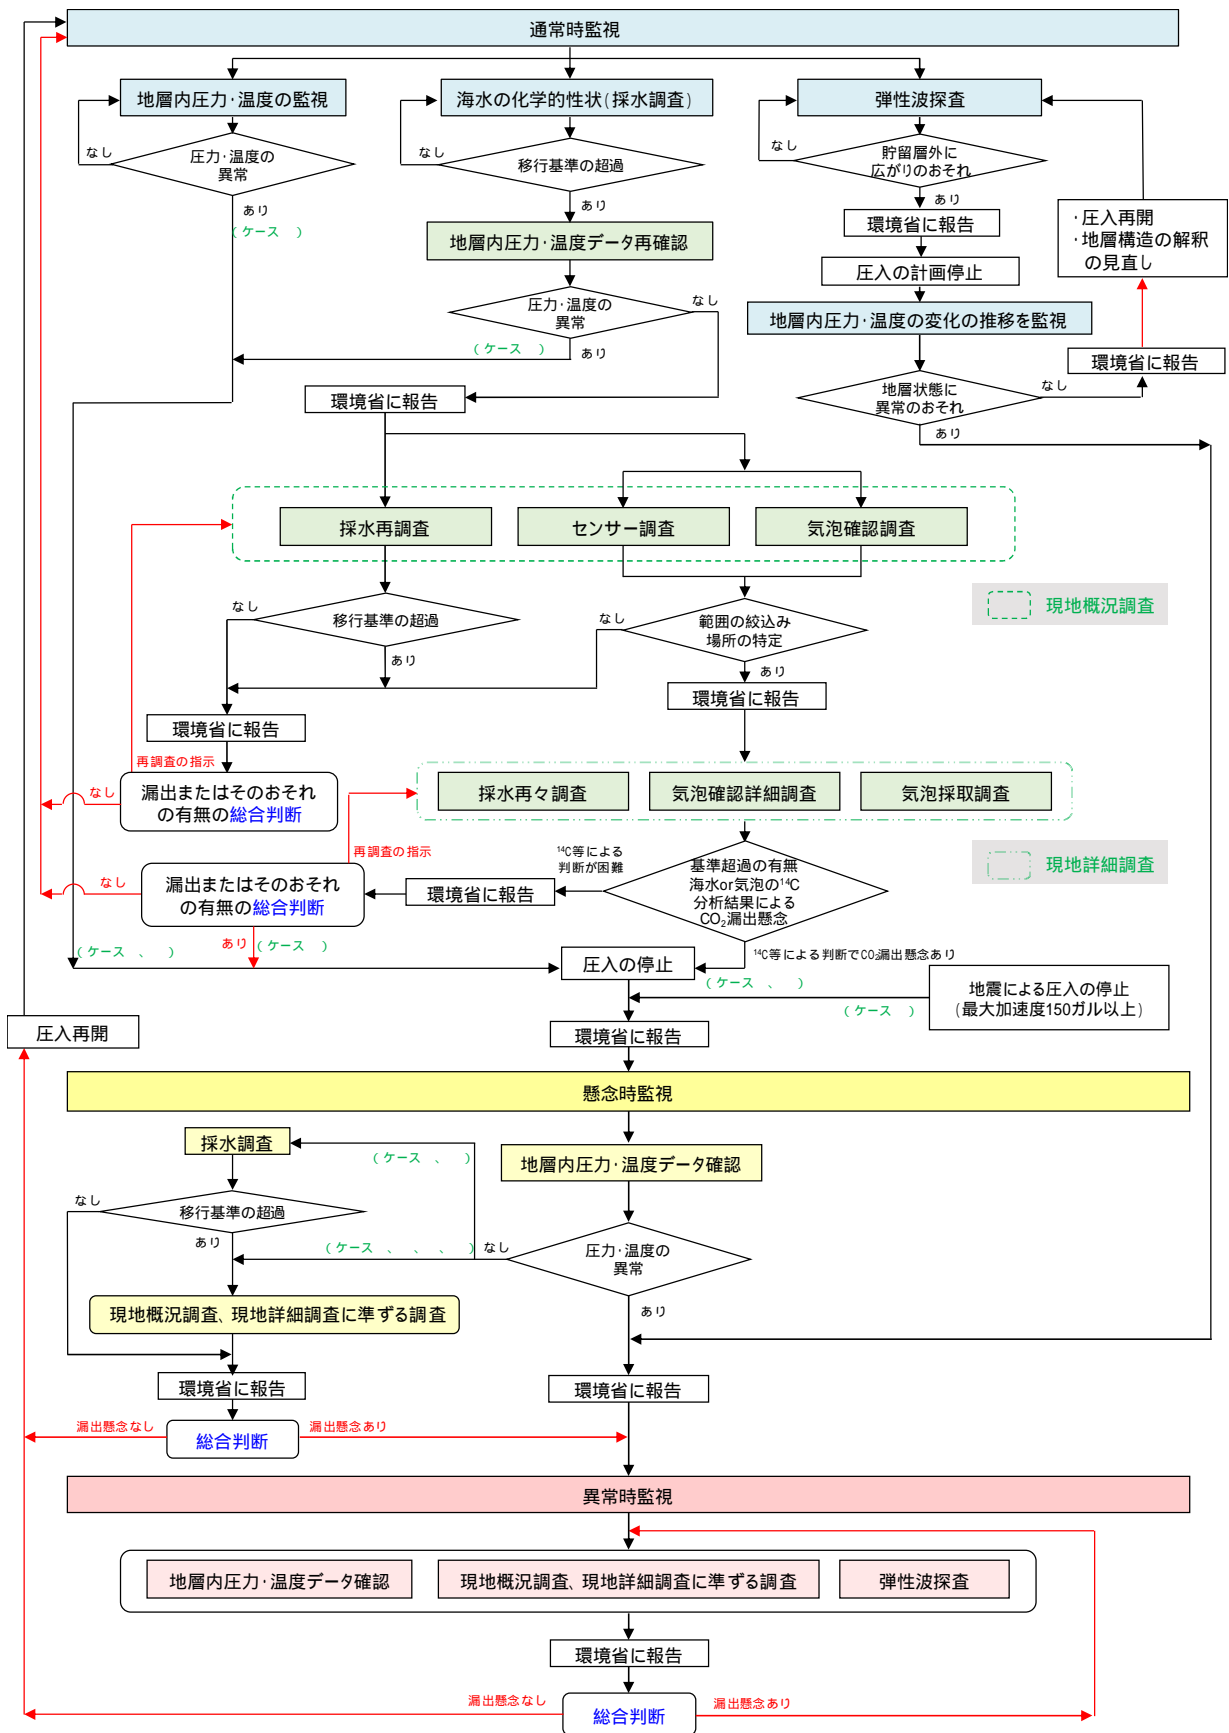 通常時監視
地層内圧力・温度の監視
海水の化学的性状(採水調査)
弾性波探査
なし
圧力・温度の
異常
なし
移行基準の超過
なし
貯留層外に
広がりのおそれ
あり
(ケース　)
あり
あり
地層内圧力・温度データ再確認
環境省に報告
・圧入再開
・地層構造の解釈
の見直し
圧入の計画停止
圧力・温度の
異常
なし
地層内圧力・温度の変化の推移を監視
(ケース　)
あり
環境省に報告
環境省に報告
地層状態に
異常のおそれ
なし
あり
採水再調査
センサー調査
気泡確認調査
現地概況調査
なし
移行基準の超過
なし
範囲の絞込み
場所の特定
あり
あり
環境省に報告
環境省に報告
再調査の指示
なし
漏出またはそのおそれ
の有無の総合判断
採水再々調査
気泡確認詳細調査
気泡採取調査
再調査の指示
¹⁴C等による
判断が困難
基準超過の有無
海水or気泡の¹⁴C
分析結果による
CO₂漏出懸念
現地詳細調査
なし
漏出またはそのおそれ
の有無の総合判断
環境省に報告
(ケース　、　)
あり
(ケース　)
圧入の停止
¹⁴C等による判断でCO₂漏出懸念あり
(ケース　、　)
地震による圧入の停止
(最大加速度150ガル以上)
(ケース　)
圧入再開
環境省に報告
懸念時監視
採水調査
(ケース　、　)
地層内圧力・温度データ確認
なし
移行基準の超過
あり
(ケース　、　、　、　)
なし
圧力・温度の
異常
現地概況調査、現地詳細調査に準ずる調査
あり
環境省に報告
環境省に報告
漏出懸念なし
総合判断
漏出懸念あり
異常時監視
地層内圧力・温度データ確認
現地概況調査、現地詳細調査に準ずる調査
弾性波探査
環境省に報告
漏出懸念なし
総合判断
漏出懸念あり